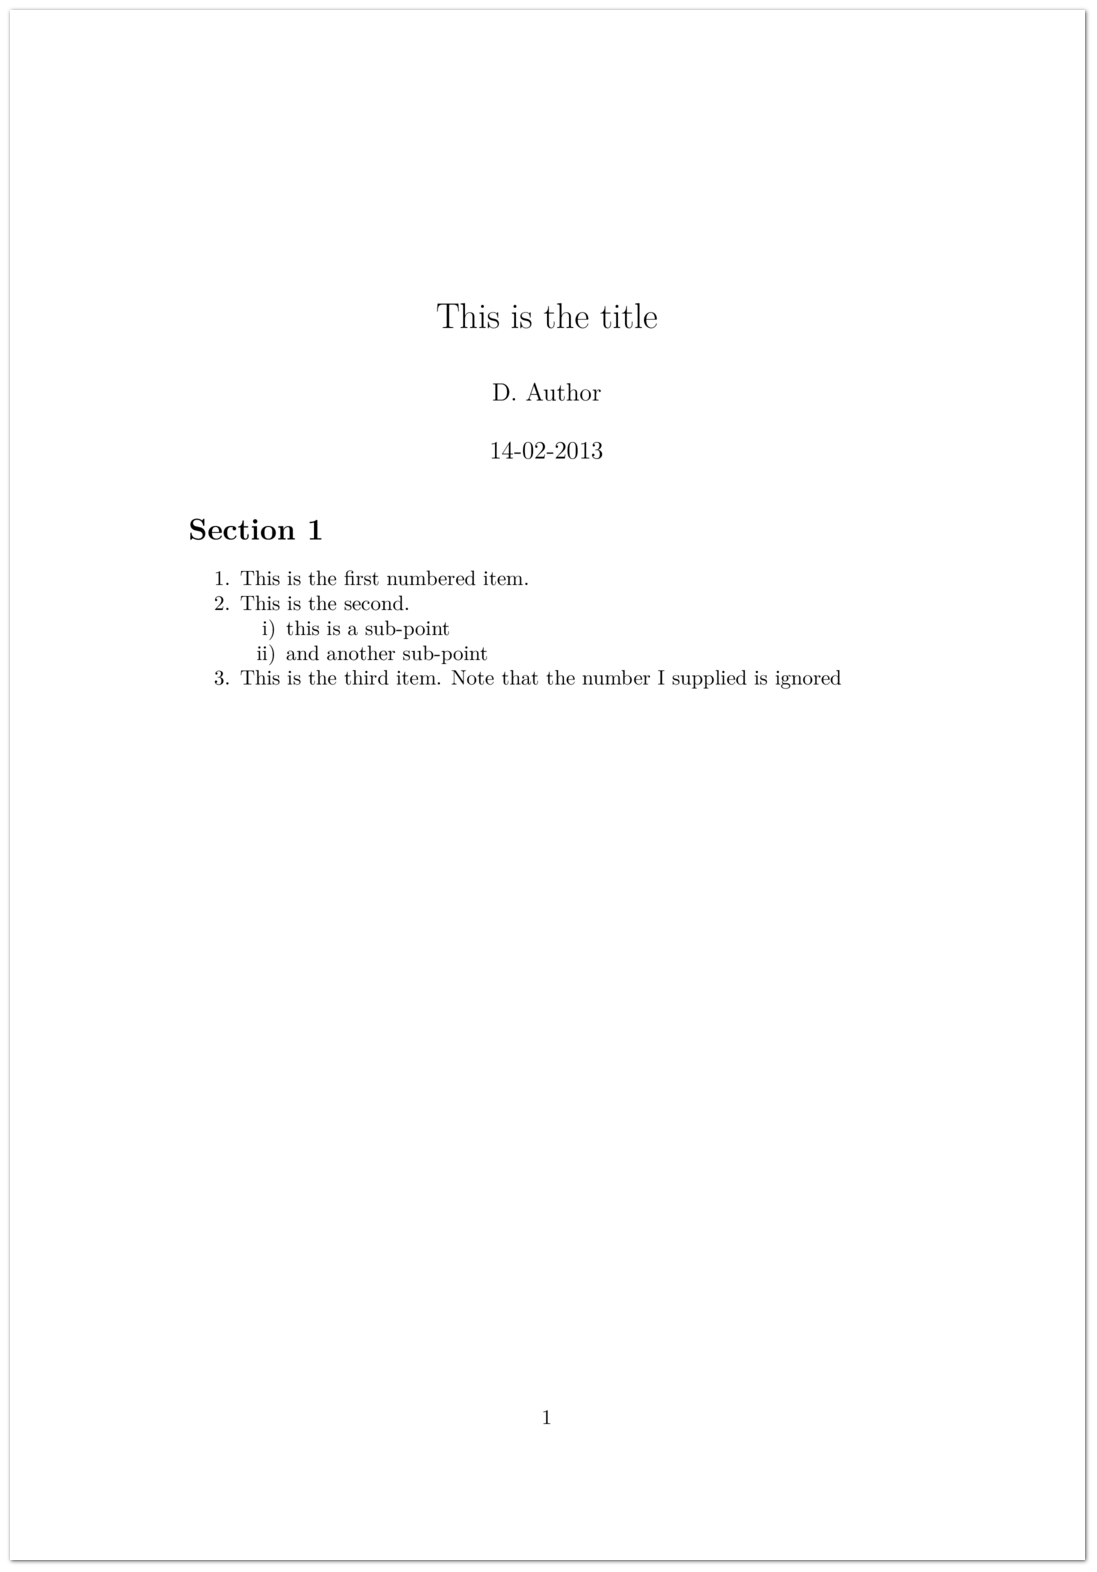 This is the title
D. Author
14-02-2013
Section 1
1. This is the first numbered item.
2. This is the second.
i) this is a sub-point
ii) and another sub-point
3. This is the third item. Note that the number I supplied is ignored
1